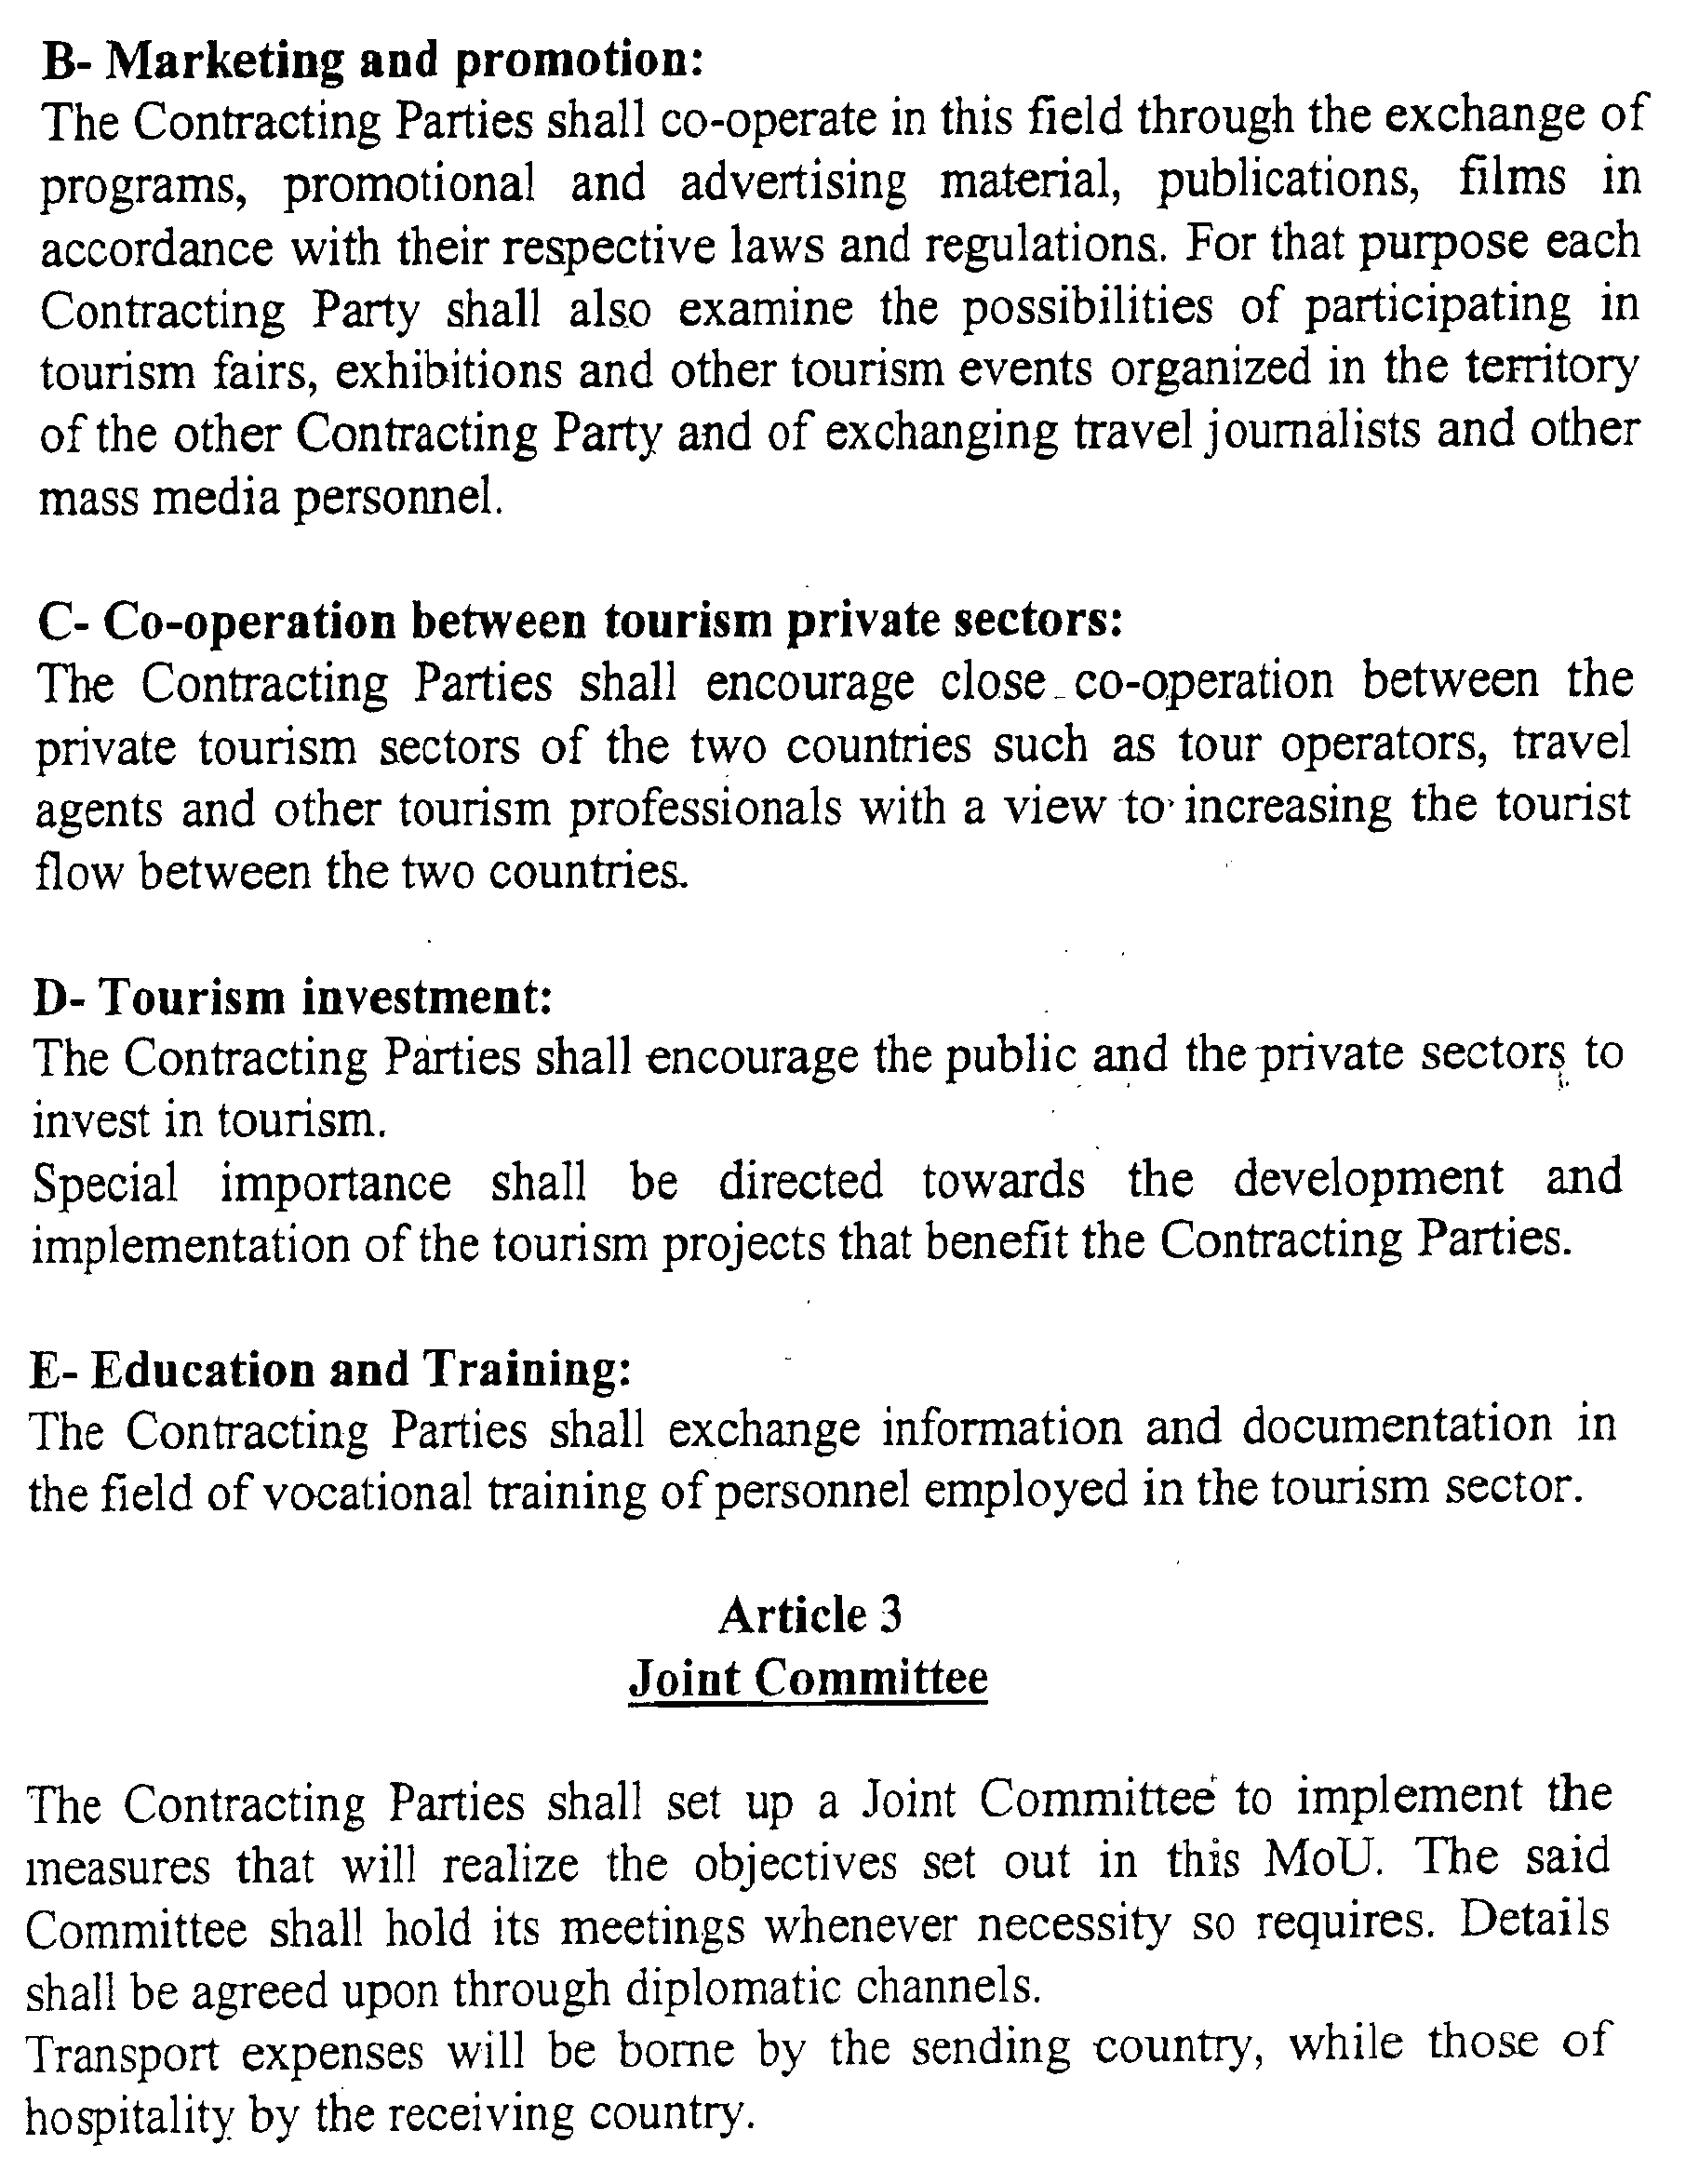 B- Marketing and promotion:
The Contracting Parties shall co-operate in this field through the exchange of
programs, promotional and advertising material, publications, films in
accordance with their respective laws and regulations. For that purpose each
Contracting Party shall also examine the possibilities of participating in
tourism fairs, exhibitions and other tourism events organized in the territory
of the other Contracting Party and of exchanging travel journalists and other
mass media personnel.
C- Co-operation between tourism private sectors:
The Contracting Parties shall encourage close co-operation between the
private tourism sectors of the two countries such as tour operators, travel
agents and other tourism professionals with a view to increasing the tourist
flow between the two countries.
D- Tourism investment:
The Contracting Parties shall encourage the public and the private sectors to
invest in tourism.
Special importance shall be directed towards the development and
implementation of the tourism projects that benefit the Contracting Parties.
E- Education and Training:
The Contracting Parties shall exchange information and documentation in
the field of vocational training of personnel employed in the tourism sector.
Article 3
Joint Committee
The Contracting Parties shall set up a Joint Committee to implement the
measures that will realize the objectives set out in this MoU. The said
Committee shall hold its meetings whenever necessity so requires. Details
shall be agreed upon through diplomatic channels.
Transport expenses will be borne by the sending country, while those of
hospitality by the receiving country.